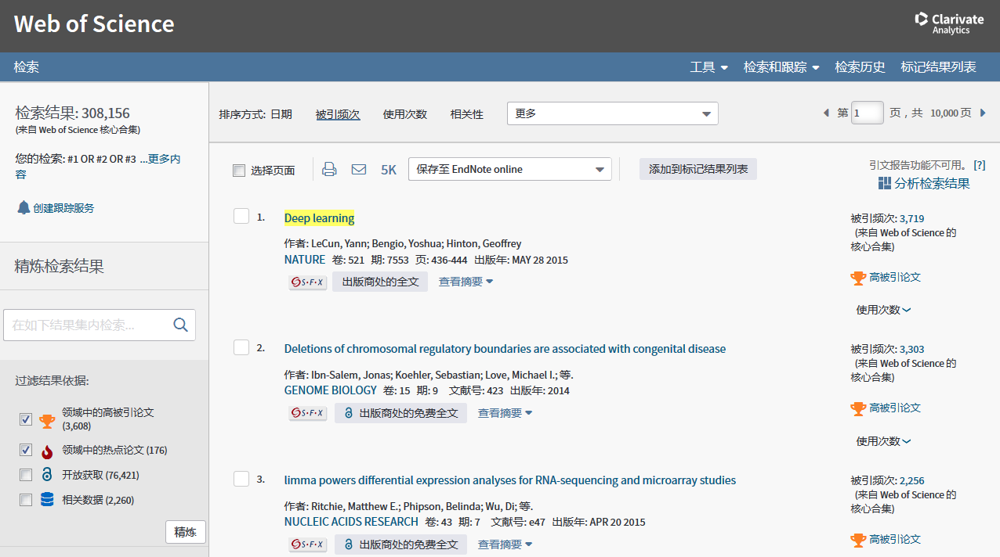 Web of Science
Clarivate
Analytics
检索
工具 检索和跟踪 检索历史 标记结果列表
检索结果: 308,156
(来自 Web of Science 核心合集)
您的检索: #1 OR #2 OR #3 ...更多内
容
创建跟踪服务
精炼检索结果
在如下结果集内检索...
过滤结果依据:
领域中的高被引论文
(3,608)
领域中的热点论文 (176)
开放获取 (76,421)
相关数据 (2,260)
精炼
排序方式: 日期 被引频次 使用次数 相关性 更多
第 1 页，共 10,000 页
选择页面 5K 保存至 EndNote online 添加到标记结果列表
引文报告功能不可用。 [?]
分析检索结果
1. Deep learning
作者: LeCun, Yann; Bengio, Yoshua; Hinton, Geoffrey
NATURE 卷: 521 期: 7553 页: 436-444 出版年: MAY 28 2015
S·F·X 出版商处的全文 查看摘要
被引频次: 3,719
(来自 Web of Science 的
核心合集)
高被引论文
使用次数
2. Deletions of chromosomal regulatory boundaries are associated with congenital disease
作者: Ibn-Salem, Jonas; Koehler, Sebastian; Love, Michael I.; 等.
GENOME BIOLOGY 卷: 15 期: 9 文献号: 423 出版年: 2014
S·F·X 出版商处的免费全文 查看摘要
被引频次: 3,303
(来自 Web of Science 的
核心合集)
高被引论文
使用次数
3. limma powers differential expression analyses for RNA-sequencing and microarray studies
作者: Ritchie, Matthew E.; Phipson, Belinda; Wu, Di; 等.
NUCLEIC ACIDS RESEARCH 卷: 43 期: 7 文献号: e47 出版年: APR 20 2015
S·F·X 出版商处的免费全文 查看摘要
被引频次: 2,256
(来自 Web of Science 的
核心合集)
高被引论文